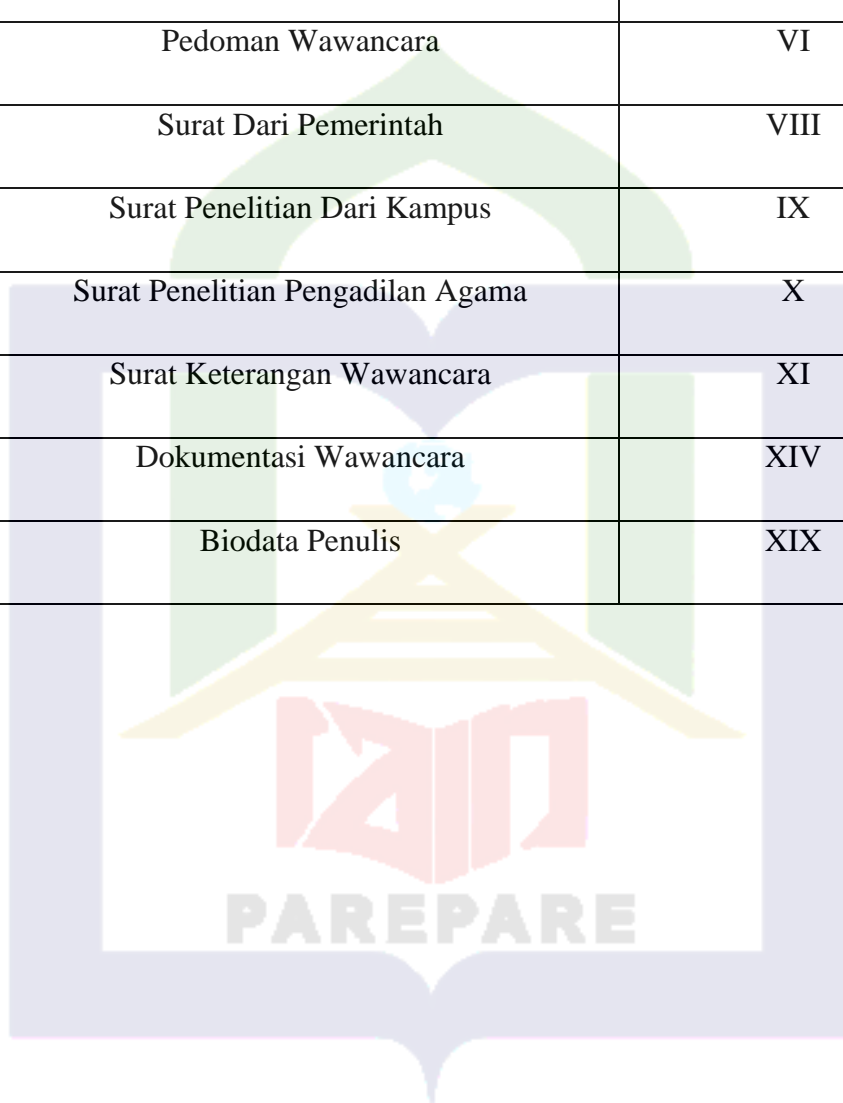 Pedoman Wawancara VI
Surat Dari Pemerintah VIII
Surat Penelitian Dari Kampus IX
Surat Penelitian Pengadilan Agama X
Surat Keterangan Wawancara XI
Dokumentasi Wawancara XIV
Biodata Penulis XIX
iain
PAREPARE